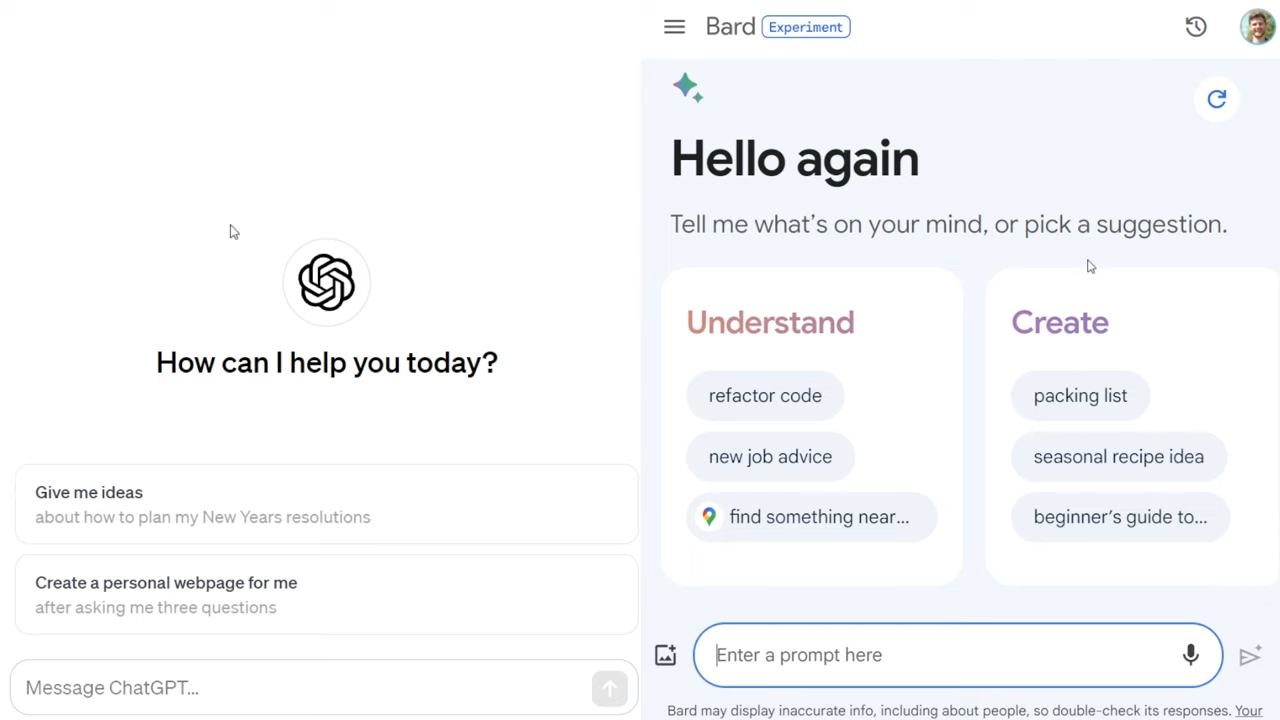 How can I help you today?
Give me ideas
about how to plan my New Years resolutions
Create a personal webpage for me
after asking me three questions
Message ChatGPT...
Bard Experiment
Hello again
Tell me what’s on your mind, or pick a suggestion.
Understand
refactor code
new job advice
find something near...
Create
packing list
seasonal recipe idea
beginner’s guide to...
Enter a prompt here
Bard may display inaccurate info, including about people, so double-check its responses. Your